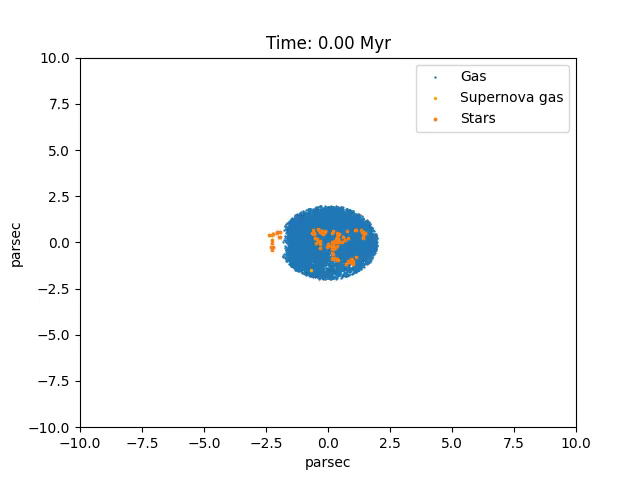 Time: 0.00 Myr
Gas
Supernova gas
Stars
10.0
7.5
5.0
2.5
0.0
−2.5
−5.0
−7.5
−10.0
parsec
−10.0 −7.5 −5.0 −2.5 0.0 2.5 5.0 7.5 10.0
parsec